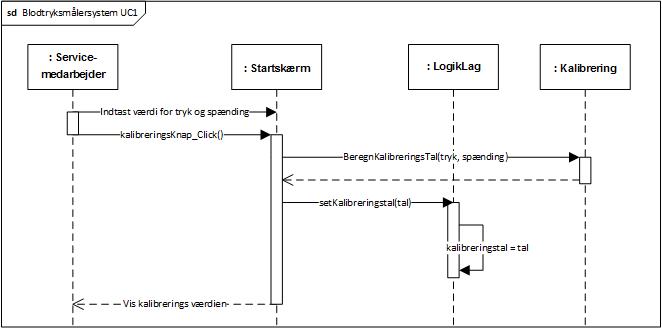 sd Blodtryksmålersystem UC1
: Service-
medarbejder
: Startskærm
: LogikLag
: Kalibrering
Indtast værdi for tryk og spænding
kalibreringsKnap_Click()
BeregnKalibreringsTal(tryk, spænding)
setKalibreringstal(tal)
kalibreringstal = tal
Vis kalibrerings værdien